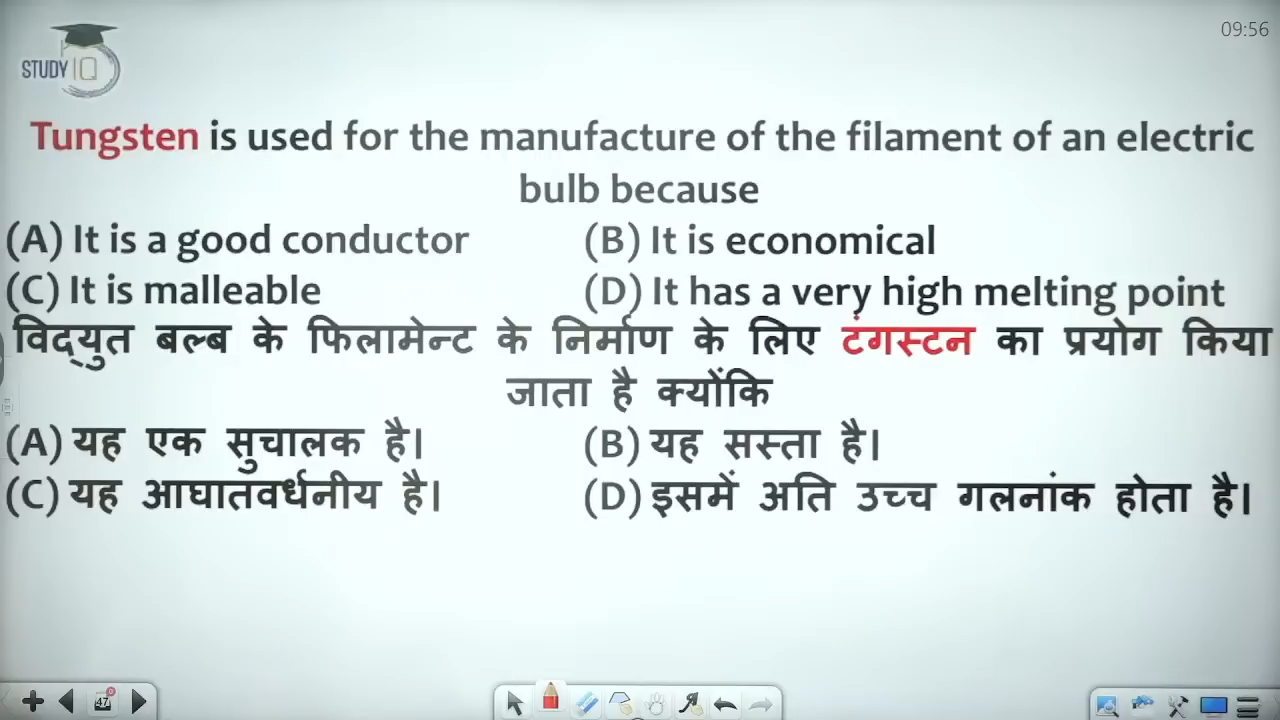 STUDY IQ
09:56
Tungsten is used for the manufacture of the filament of an electric
bulb because
(A) It is a good conductor (B) It is economical
(C) It is malleable (D) It has a very high melting point
विद्युत बल्ब के फिलामेन्ट के निर्माण के लिए टंगस्टन का प्रयोग किया
जाता है क्योंकि
(A) यह एक सुचालक है। (B) यह सस्ता है।
(C) यह आघातवर्धनीय है। (D) इसमें अति उच्च गलनांक होता है।
47